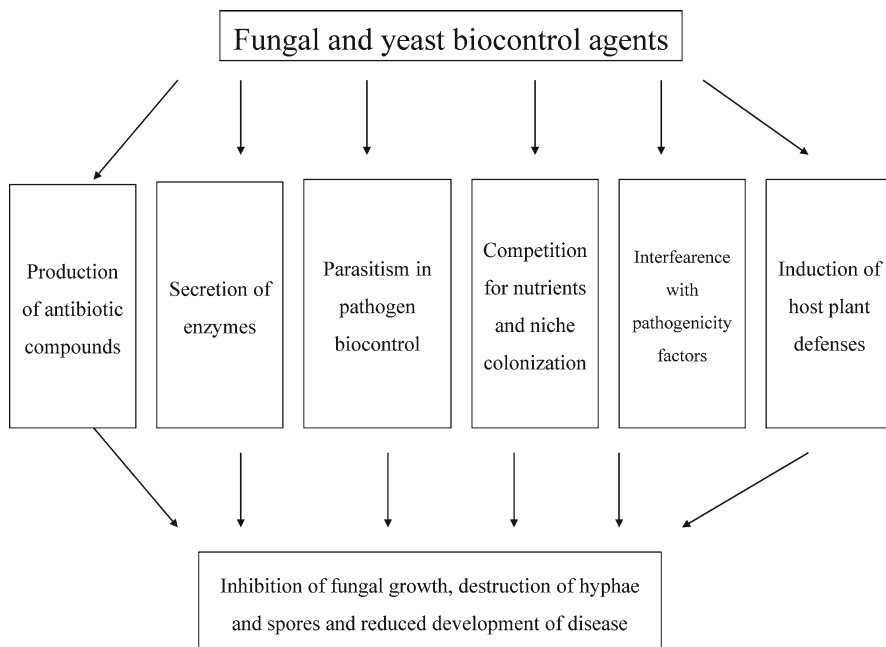 Fungal and yeast biocontrol agents
Production
of antibiotic
compounds
Secretion of
enzymes
Parasitism in
pathogen
biocontrol
Competition
for nutrients
and niche
colonization
Interfearence
with
pathogenicity
factors
Induction of
host plant
defenses
Inhibition of fungal growth, destruction of hyphae
and spores and reduced development of disease